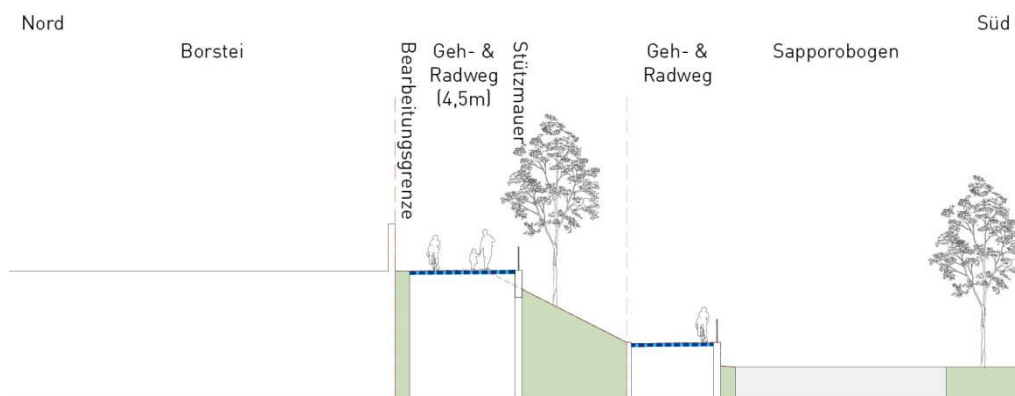 Nord
Süd
Borstei
Bearbeitungsgrenze
Geh- &
Radweg
(4,5m)
Stützmauer
Geh- &
Radweg
Sapporobogen